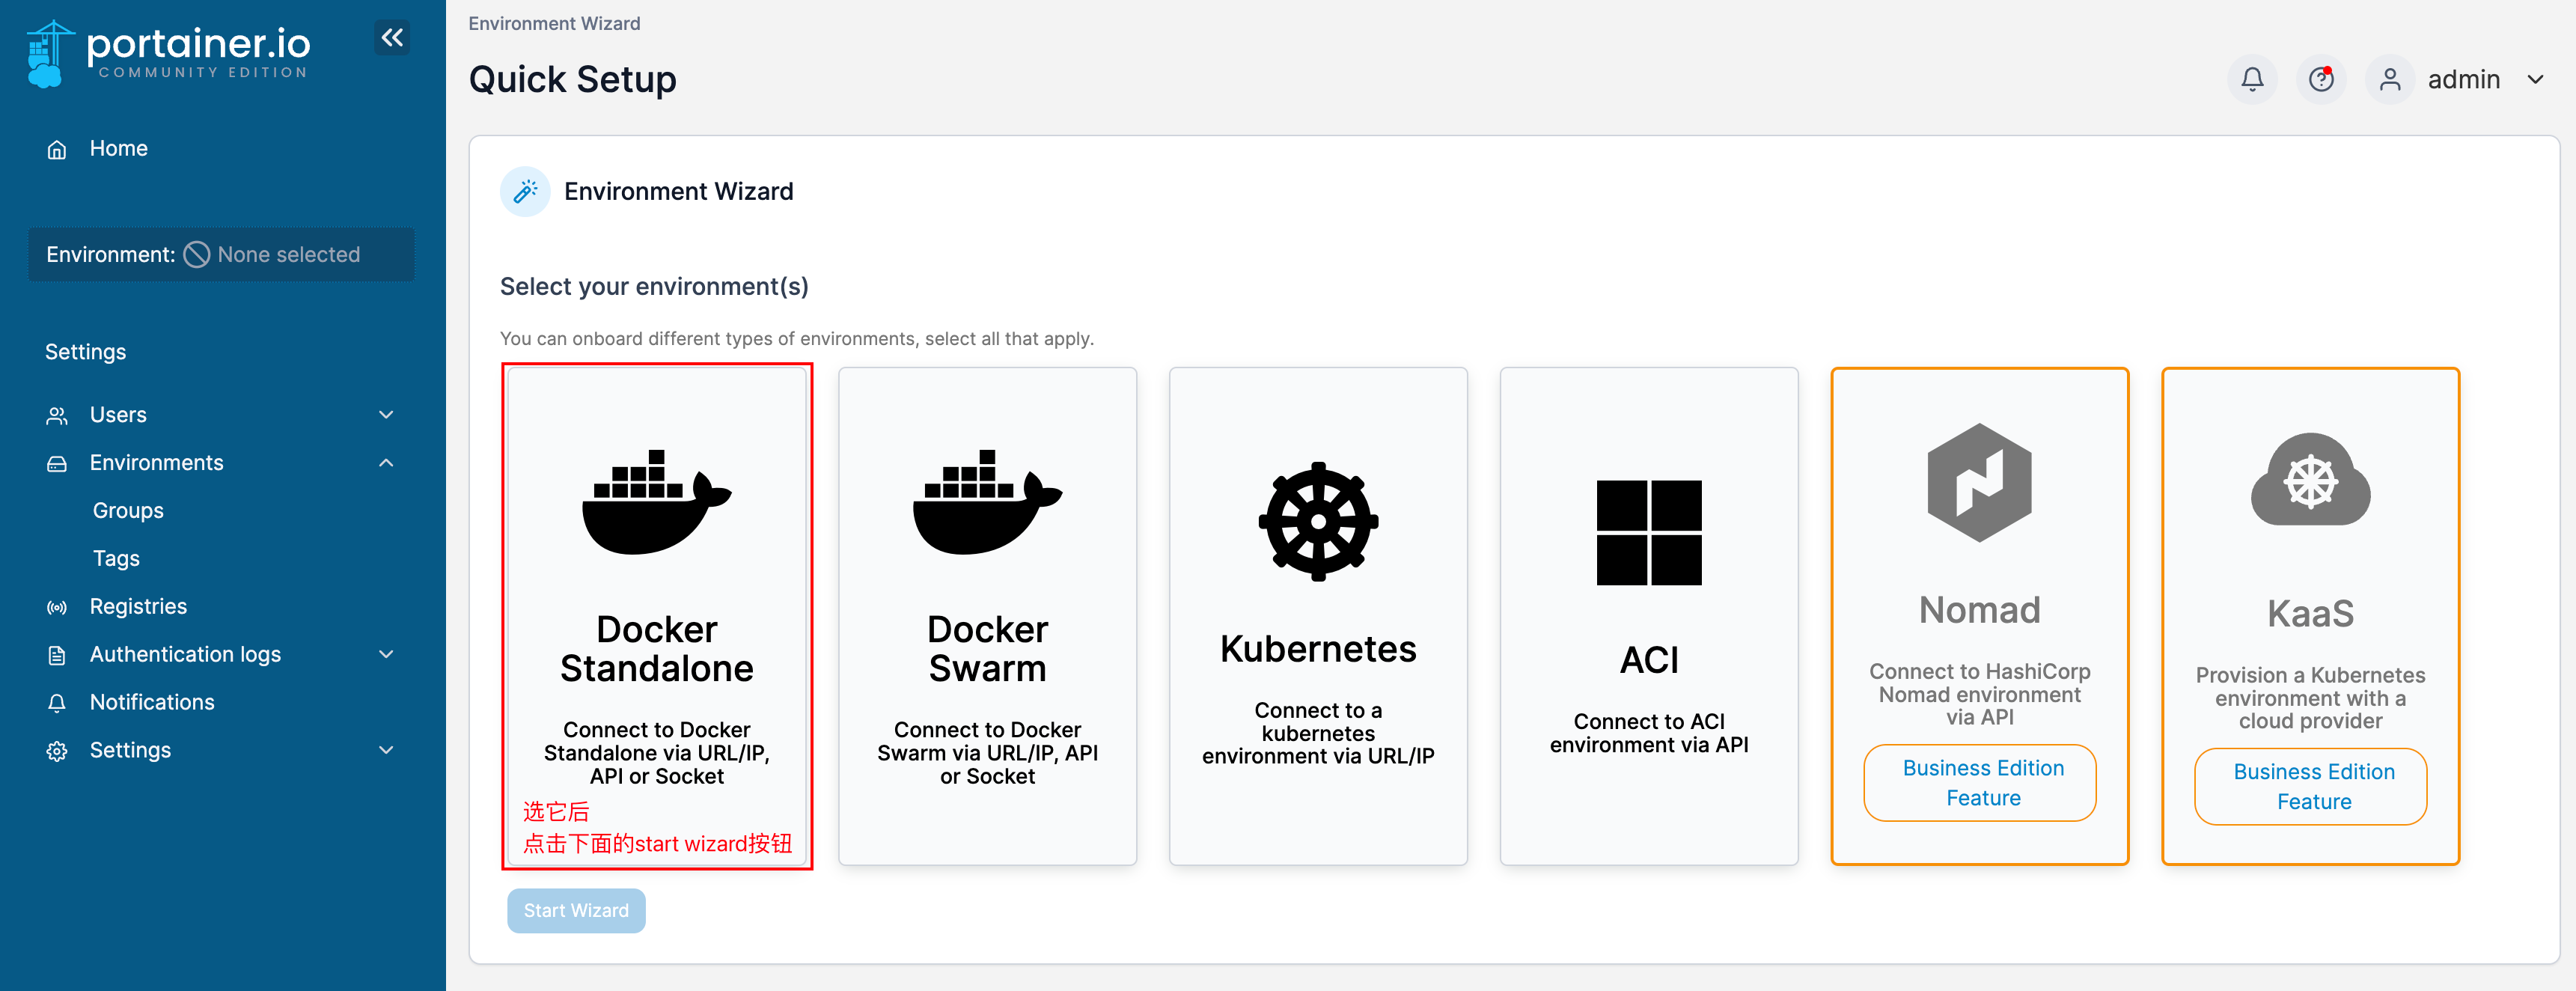 portainer.io
COMMUNITY EDITION
Home
Environment: None selected
Settings
Users
Environments
Groups
Tags
Registries
Authentication logs
Notifications
Settings
Environment Wizard
Quick Setup
admin
Environment Wizard
Select your environment(s)
You can onboard different types of environments, select all that apply.
Docker
Standalone
Connect to Docker
Standalone via URL/IP,
API or Socket
选它后
点击下面的start wizard按钮
Docker
Swarm
Connect to Docker
Swarm via URL/IP, API
or Socket
Kubernetes
Connect to a
kubernetes
environment via URL/IP
ACI
Connect to ACI
environment via API
Nomad
Connect to HashiCorp
Nomad environment
via API
Business Edition
Feature
KaaS
Provision a Kubernetes
environment with a
cloud provider
Business Edition
Feature
Start Wizard